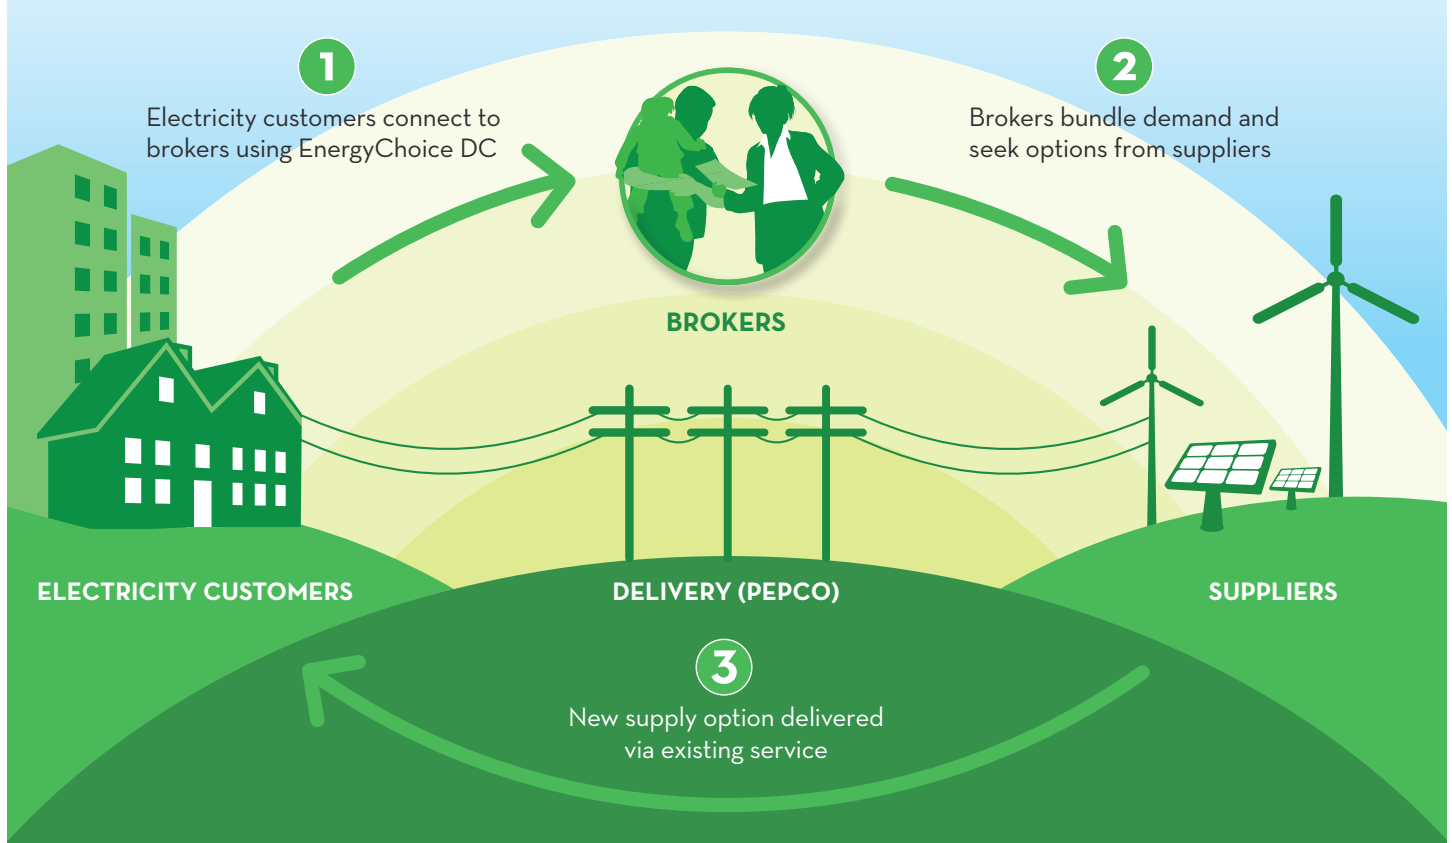 1
Electricity customers connect to
brokers using EnergyChoice DC
2
Brokers bundle demand and
seek options from suppliers
BROKERS
ELECTRICITY CUSTOMERS
DELIVERY (PEPCO)
SUPPLIERS
3
New supply option delivered
via existing service